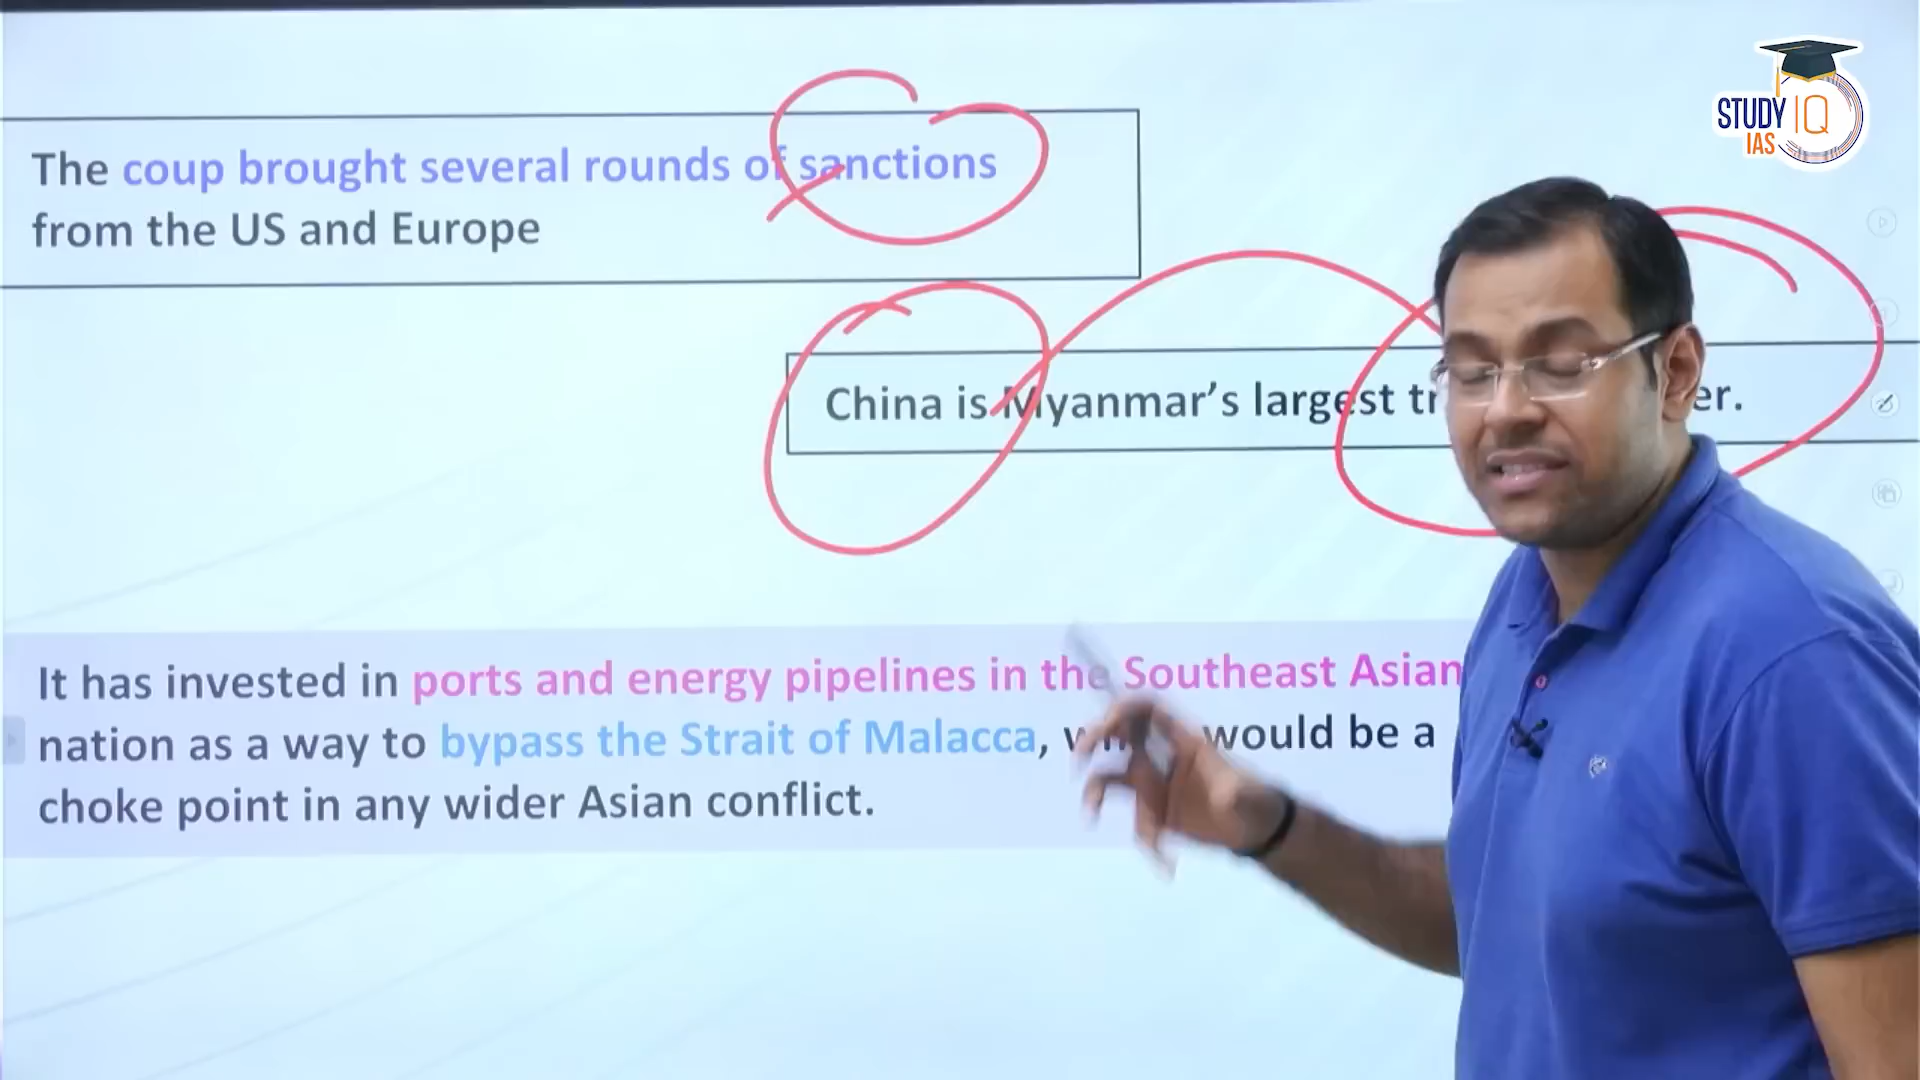 STUDY IQ
IAS
The coup brought several rounds of sanctions
from the US and Europe
China is Myanmar's largest
It has invested in ports and energy pipelines in the Southeast Asian
nation as a way to bypass the Strait of Malacca, would be a
choke point in any wider Asian conflict.